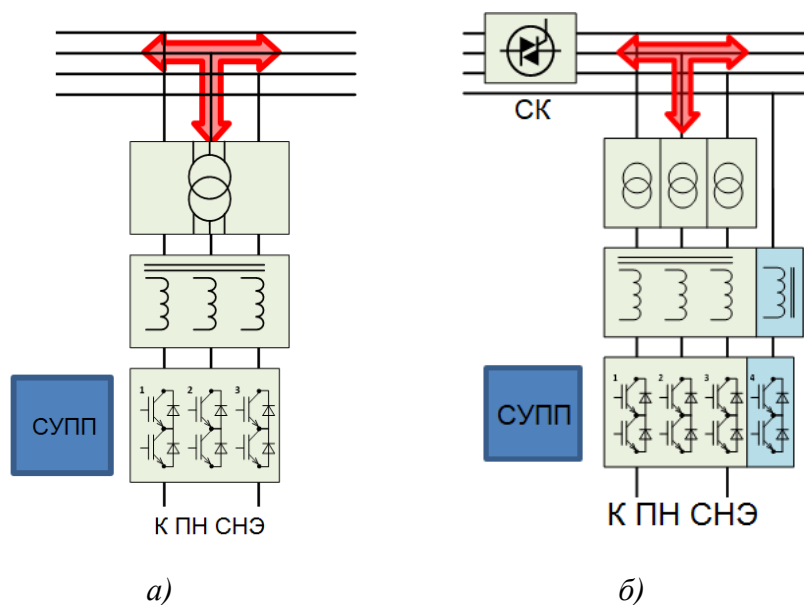 СК
1 2 3
1 2 3 4
СУПП
СУПП
К ПН СНЭ
К ПН СНЭ
а)
б)